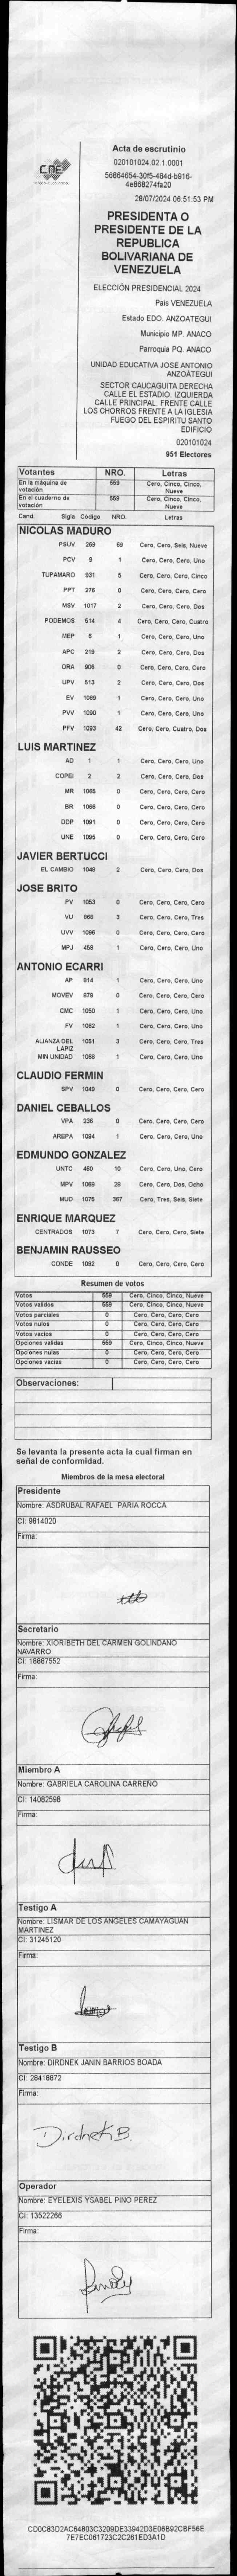 CNE
Acta de escrutinio
020101024.02.1.0001
56864654-30f5-484d-b916-
4e868274fa20
28/07/2024 06:51:53 PM
PRESIDENTA O
PRESIDENTE DE LA
REPUBLICA
BOLIVARIANA DE
VENEZUELA
ELECCIÓN PRESIDENCIAL 2024
País VENEZUELA
Estado EDO. ANZOATEGUI
Municipio MP. ANACO
Parroquia PQ. ANACO
UNIDAD EDUCATIVA JOSE ANTONIO
ANZOÁTEGUI
SECTOR CAUCAGUITA DERECHA
CALLE EL ESTADIO. IZQUIERDA
CALLE PRINCIPAL. FRENTE CALLE
LOS CHORROS FRENTE A LA IGLESIA
FUEGO DEL ESPIRITU SANTO
EDIFICIO
020101024
951 Electores
Votantes NRO. Letras
En la máquina de votación 559 Cero, Cinco, Cinco, Nueve
En el cuaderno de votación 559 Cero, Cinco, Cinco, Nueve
Cand. Sigla Codigo NRO. Letras
NICOLAS MADURO
PSUV 269 69 Cero, Cero, Seis, Nueve
PCV 9 1 Cero, Cero, Cero, Uno
TUPAMARO 931 5 Cero, Cero, Cero, Cinco
PPT 276 0 Cero, Cero, Cero, Cero
MSV 1017 2 Cero, Cero, Cero, Dos
PODEMOS 514 4 Cero, Cero, Cero, Cuatro
MEP 6 1 Cero, Cero, Cero, Uno
APC 219 2 Cero, Cero, Cero, Dos
ORA 906 0 Cero, Cero, Cero, Cero
UPV 513 2 Cero, Cero, Cero, Dos
EV 1089 1 Cero, Cero, Cero, Uno
PVV 1090 1 Cero, Cero, Cero, Uno
PFV 1093 42 Cero, Cero, Cuatro, Dos
LUIS MARTINEZ
AD 1 1 Cero, Cero, Cero, Uno
COPEI 2 2 Cero, Cero, Cero, Dos
MR 1065 0 Cero, Cero, Cero, Cero
BR 1066 0 Cero, Cero, Cero, Cero
DDP 1091 0 Cero, Cero, Cero, Cero
UNE 1095 0 Cero, Cero, Cero, Cero
JAVIER BERTUCCI
EL CAMBIO 1048 2 Cero, Cero, Cero, Dos
JOSE BRITO
PV 1053 0 Cero, Cero, Cero, Cero
VU 868 3 Cero, Cero, Cero, Tres
UVV 1096 0 Cero, Cero, Cero, Cero
MPJ 458 1 Cero, Cero, Cero, Uno
ANTONIO ECARRI
AP 814 1 Cero, Cero, Cero, Uno
MOVEV 878 0 Cero, Cero, Cero, Cero
CMC 1050 1 Cero, Cero, Cero, Uno
FV 1062 1 Cero, Cero, Cero, Uno
ALIANZA DEL LAPIZ 1061 3 Cero, Cero, Cero, Tres
MIN UNIDAD 1068 1 Cero, Cero, Cero, Uno
CLAUDIO FERMIN
SPV 1049 0 Cero, Cero, Cero, Cero
DANIEL CEBALLOS
VPA 236 0 Cero, Cero, Cero, Cero
AREPA 1094 1 Cero, Cero, Cero, Uno
EDMUNDO GONZALEZ
UNTC 460 10 Cero, Cero, Uno, Cero
MPV 1069 28 Cero, Cero, Dos, Ocho
MUD 1075 367 Cero, Tres, Seis, Siete
ENRIQUE MARQUEZ
CENTRADOS 1073 7 Cero, Cero, Cero, Siete
BENJAMIN RAUSSEO
CONDE 1092 0 Cero, Cero, Cero, Cero
Resumen de votos
Votos 559 Cero, Cinco, Cinco, Nueve
Votos validos 559 Cero, Cinco, Cinco, Nueve
Votos parciales 0 Cero, Cero, Cero, Cero
Votos nulos 0 Cero, Cero, Cero, Cero
Votos vacios 0 Cero, Cero, Cero, Cero
Opciones validas 559 Cero, Cinco, Cinco, Nueve
Opciones nulas 0 Cero, Cero, Cero, Cero
Opciones vacias 0 Cero, Cero, Cero, Cero
Observaciones:
Se levanta la presente acta la cual firman en
señal de conformidad.
Miembros de la mesa electoral
Presidente
Nombre: ASDRUBAL RAFAEL PARIA ROCCA
CI: 9814020
Firma:
Secretario
Nombre: XIORIBETH DEL CARMEN GOLINDANO
NAVARRO
CI: 18887552
Firma:
Miembro A
Nombre: GABRIELA CAROLINA CARREÑO
CI: 14082598
Firma:
Testigo A
Nombre: LISMAR DE LOS ANGELES CAMAYAGUAN
MARTINEZ
CI: 31245120
Firma:
Testigo B
Nombre: DIRDNEK JANIN BARRIOS BOADA
CI: 28418872
Firma:
Dirdnek B.
Operador
Nombre: EYELEXIS YSABEL PINO PEREZ
CI: 13522266
Firma:
CD0C83D2AC64803C3209DE33942D3E06B92CBF56E
7E7EC061723C2C261ED3A1D